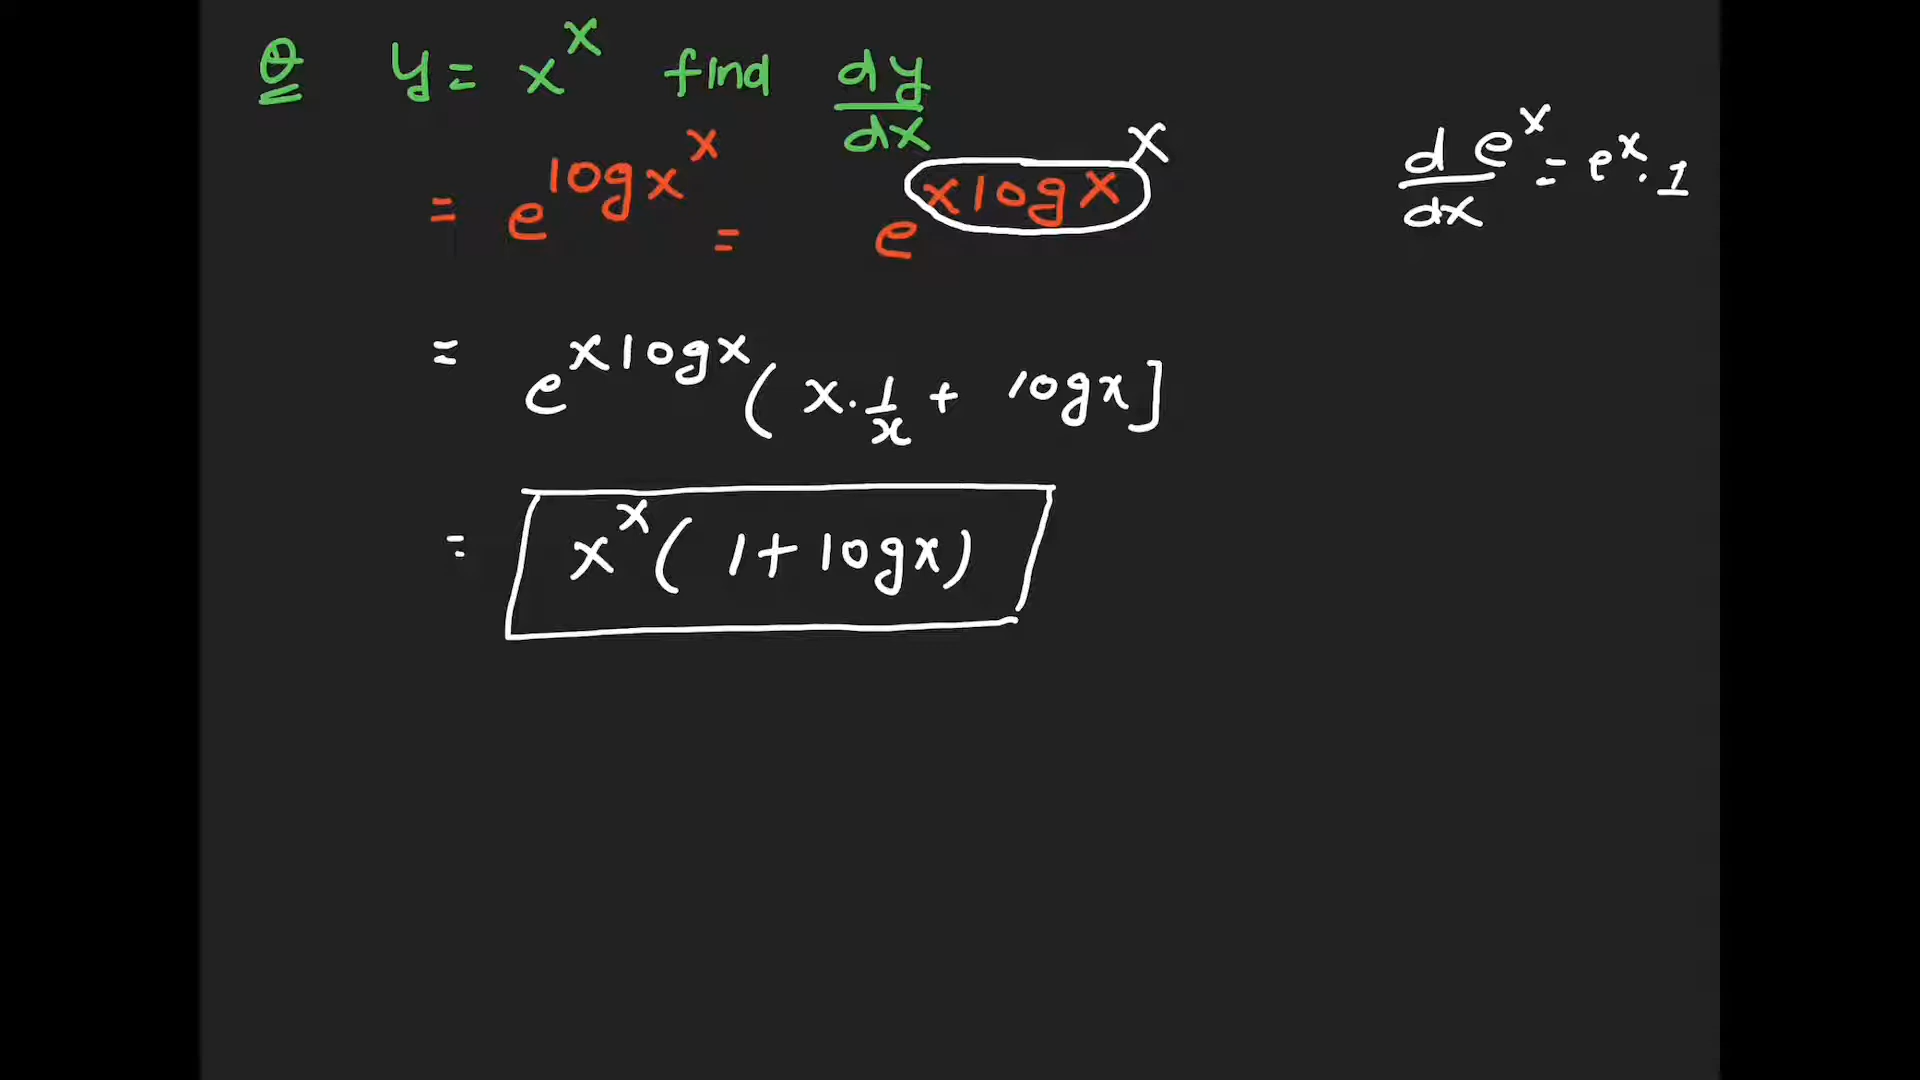 Q y = x^x find dy/dx
= e^(log x^x) = e^(x log x) x
d/dx e^x = e^x . 1
= e^(x log x) ( x . 1/x + log x ]
= x^x ( 1 + log x )